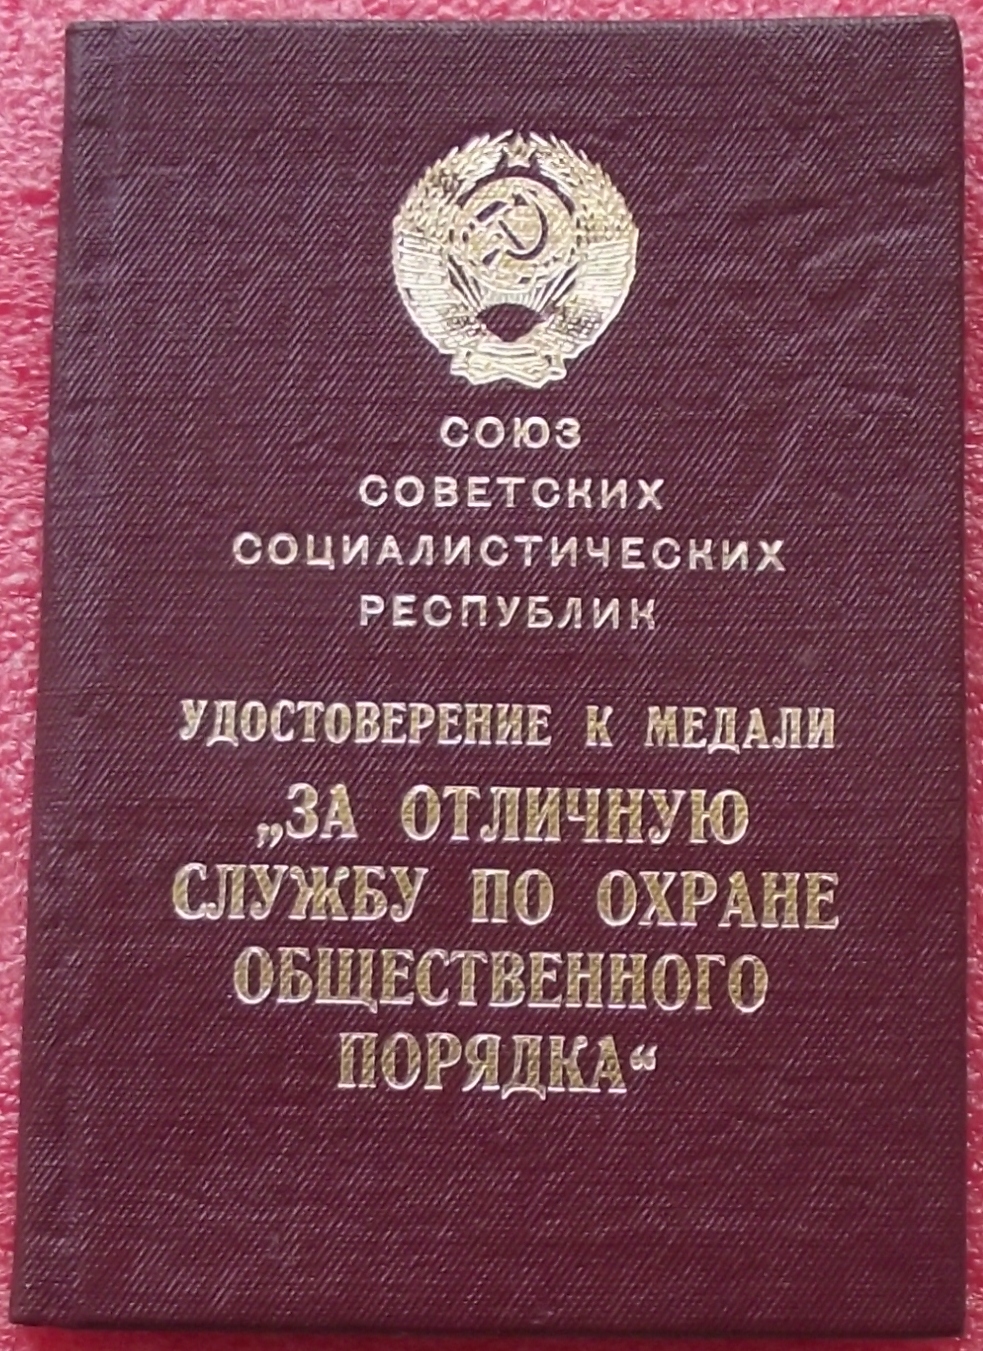 СОЮЗ
СОВЕТСКИХ
СОЦИАЛИСТИЧЕСКИХ
РЕСПУБЛИК
УДОСТОВЕРЕНИЕ К МЕДАЛИ
„ЗА ОТЛИЧНУЮ
СЛУЖБУ ПО ОХРАНЕ
ОБЩЕСТВЕННОГО
ПОРЯДКА“